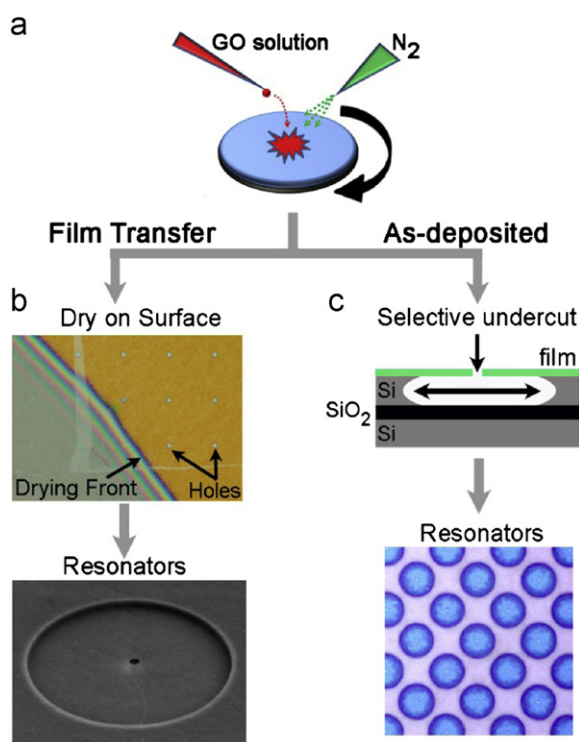 a
GO solution
N2
Film Transfer
As-deposited
b
Dry on Surface
Drying Front
Holes
Resonators
c
Selective undercut
film
Si
SiO2
Si
Resonators